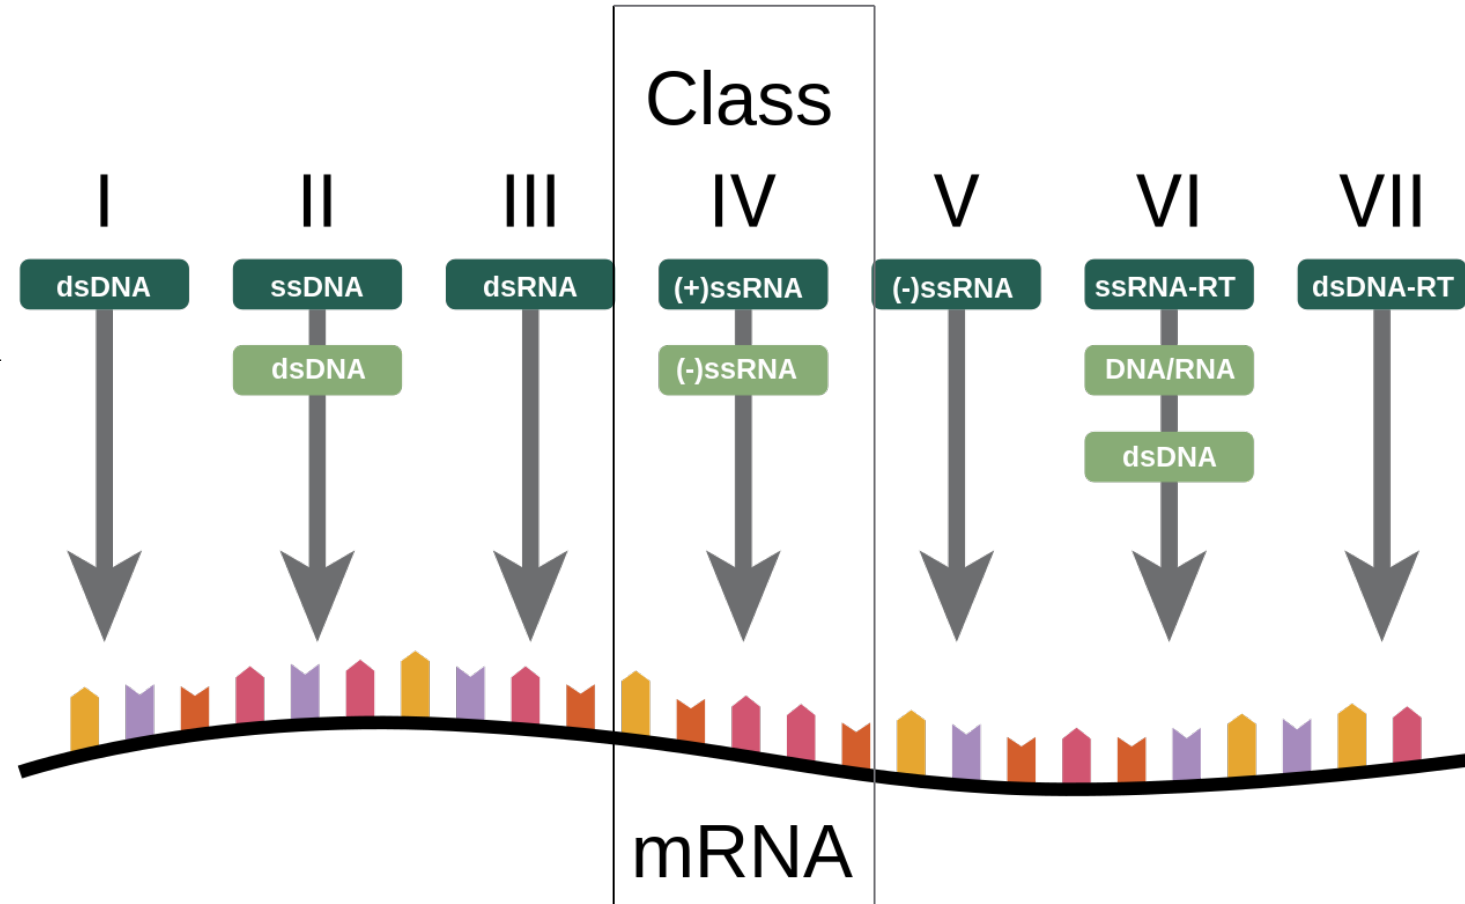 Class
I II III IV V VI VII
dsDNA ssDNA dsRNA (+)ssRNA (-)ssRNA ssRNA-RT dsDNA-RT
dsDNA (-)ssRNA DNA/RNA
dsDNA
mRNA